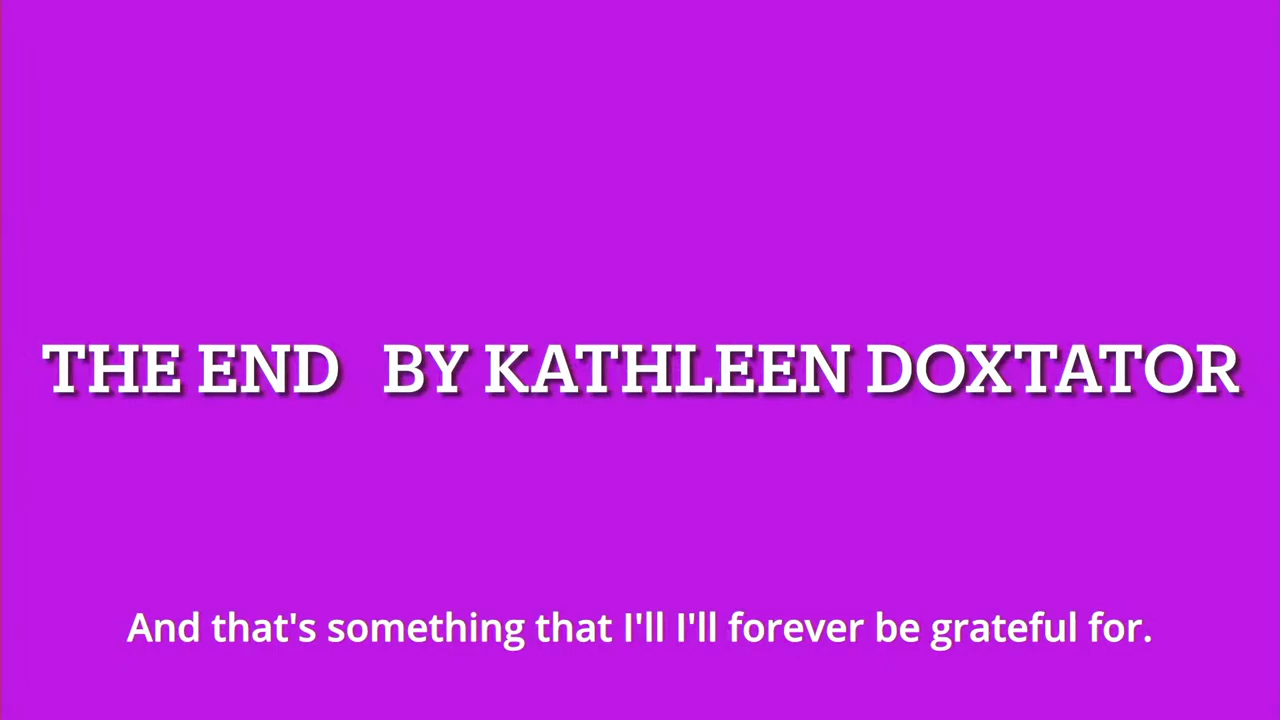 THE END BY KATHLEEN DOXTATOR
And that's something that I'll I'll forever be grateful for.